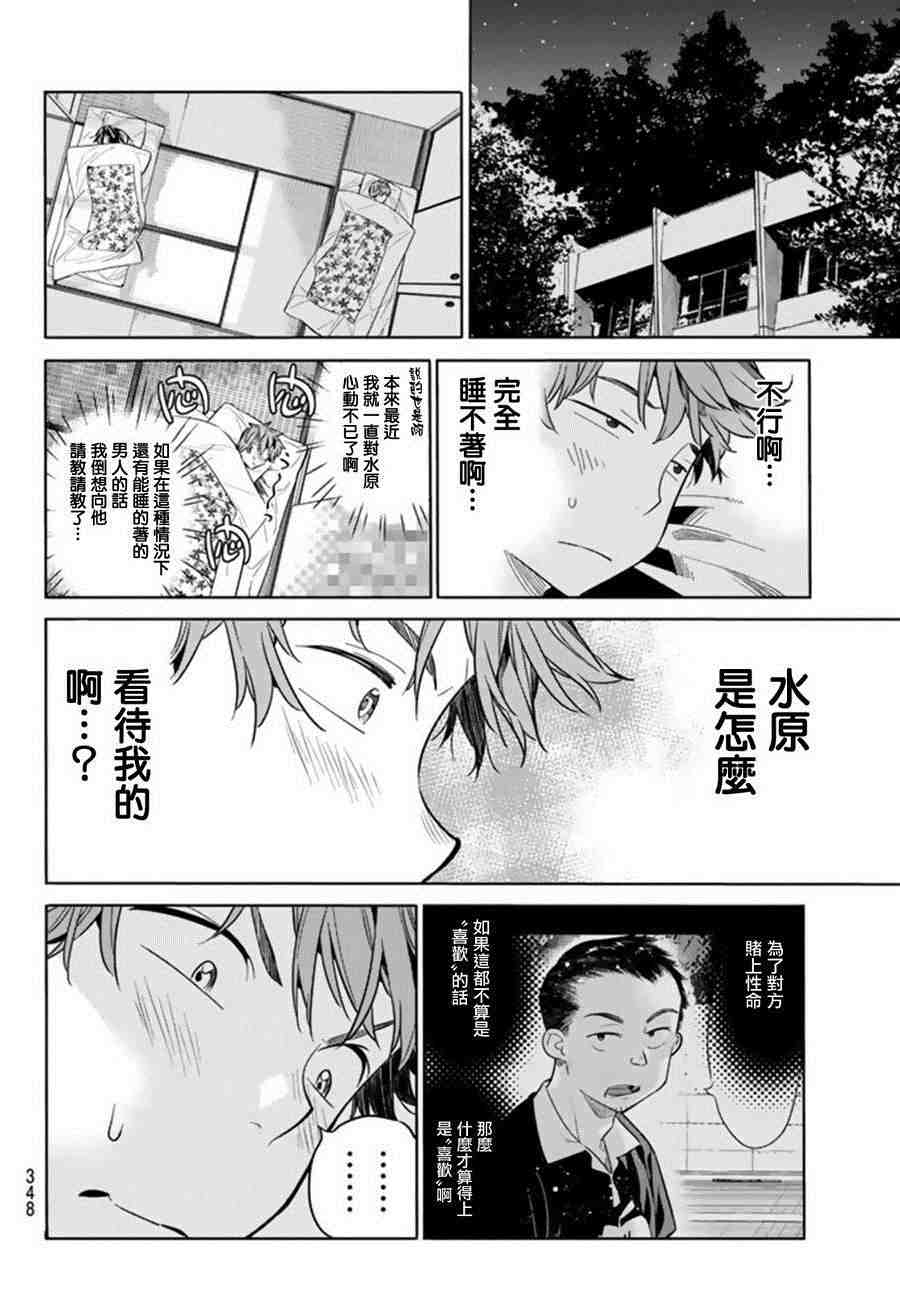 不行啊…
完全
睡不著啊…
本來最近
我就一直對水原
心動不已了啊
如果在這種情況下
還有能睡的著的
男人的話
我倒想向他
請教請教了…
水原
是怎麼
看待我的
啊…?
為了對方
賭上性命
如果這都不算是
〝喜歡〞的話
那麼
什麼才算得上
是〝喜歡〞啊
……
348